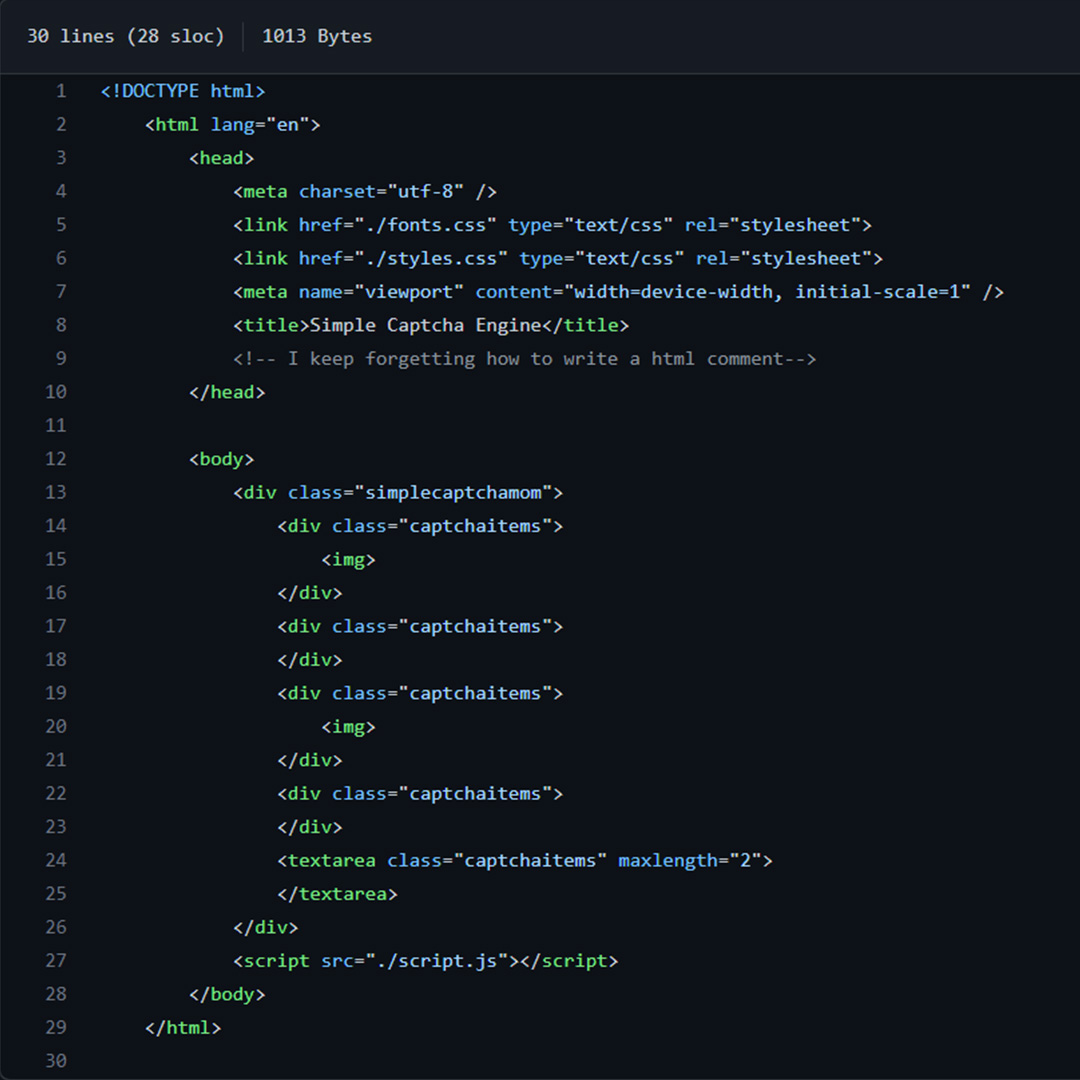 30 lines (28 sloc) 1013 Bytes
1 <!DOCTYPE html>
2 <html lang="en">
3 <head>
4 <meta charset="utf-8" />
5 <link href="./fonts.css" type="text/css" rel="stylesheet">
6 <link href="./styles.css" type="text/css" rel="stylesheet">
7 <meta name="viewport" content="width=device-width, initial-scale=1" />
8 <title>Simple Captcha Engine</title>
9 <!-- I keep forgetting how to write a html comment-->
10 </head>
11
12 <body>
13 <div class="simplecaptchamom">
14 <div class="captchaitems">
15 <img>
16 </div>
17 <div class="captchaitems">
18 </div>
19 <div class="captchaitems">
20 <img>
21 </div>
22 <div class="captchaitems">
23 </div>
24 <textarea class="captchaitems" maxlength="2">
25 </textarea>
26 </div>
27 <script src="./script.js"></script>
28 </body>
29 </html>
30